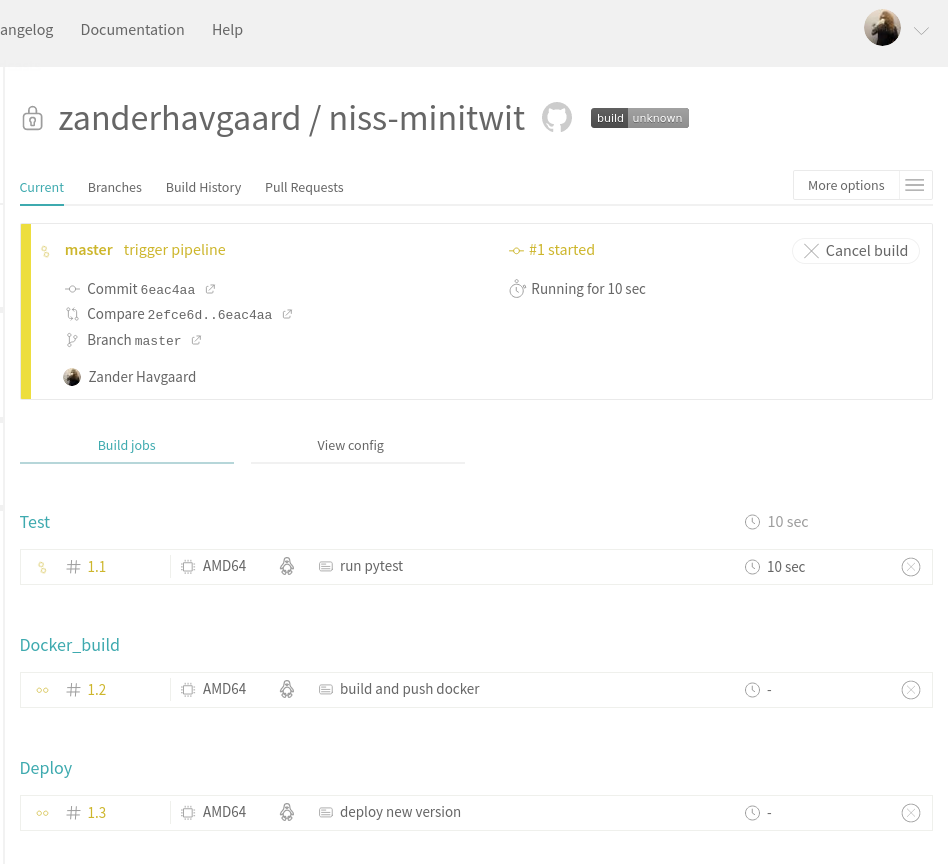 angelog Documentation Help
zanderhavgaard / niss-minitwit build unknown
Current Branches Build History Pull Requests More options
master trigger pipeline #1 started Cancel build
Commit 6eac4aa Running for 10 sec
Compare 2efce6d..6eac4aa
Branch master
Zander Havgaard
Build jobs View config
Test 10 sec
# 1.1 AMD64 run pytest 10 sec
Docker_build
# 1.2 AMD64 build and push docker -
Deploy
# 1.3 AMD64 deploy new version -